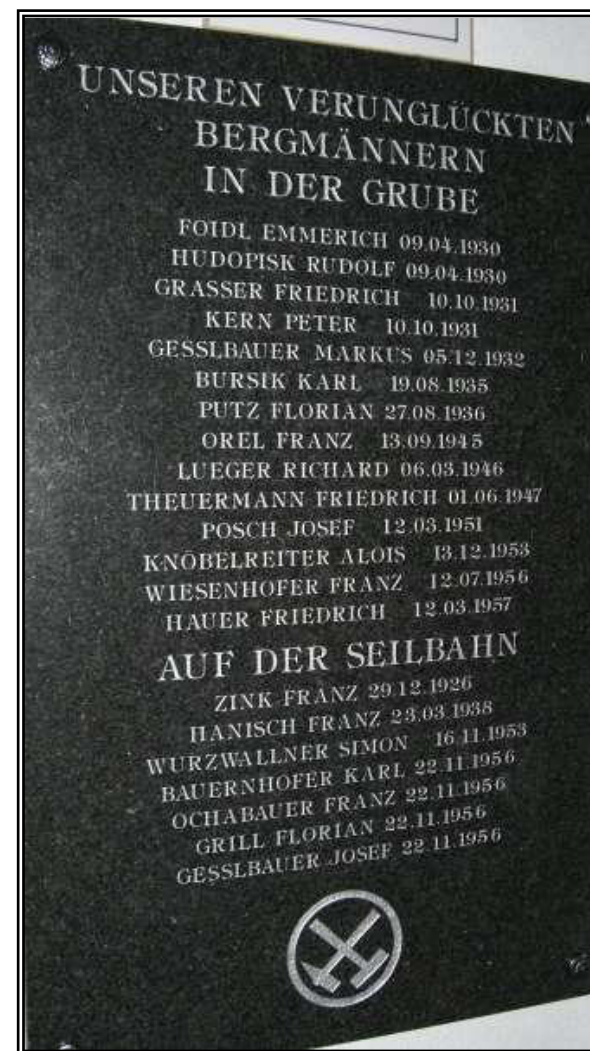 UNSEREN VERUNGLÜCKTEN
BERGMÄNNERN
IN DER GRUBE
FOIDL EMMERICH 09.04.1930
HUDOPISK RUDOLF 09.04.1930
GRASSER FRIEDRICH 10.10.1931
KERN PETER 10.10.1931
GESSLBAUER MARKUS 05.12.1932
BURSIK KARL 19.08.1935
PUTZ FLORIAN 27.08.1936
OREL FRANZ 13.09.1945
LUEGER RICHARD 06.03.1946
THEUERMANN FRIEDRICH 01.06.1947
POSCH JOSEF 12.03.1951
KNÖBELREITER ALOIS 13.12.1953
WIESENHOFER FRANZ 12.07.1956
HAUER FRIEDRICH 12.03.1957
AUF DER SEILBAHN
ZINK FRANZ 29.12.1926
HANISCH FRANZ 23.03.1938
WURZWALLNER SIMON 16.11.1953
BAUERNHOFER KARL 22.11.1956
OCHABAUER FRANZ 22.11.1956
GRILL FLORIAN 22.11.1956
GESSLBAUER JOSEF 22.11.1956